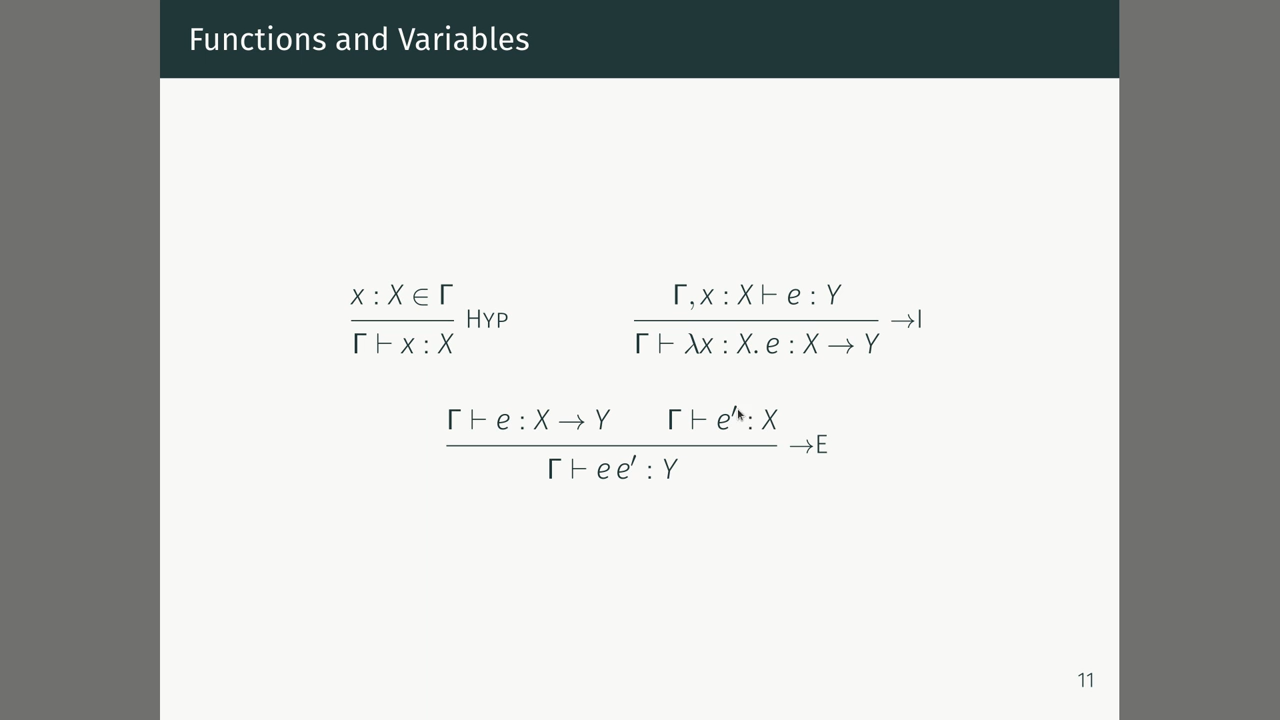 Functions and Variables
x : X ∈ Γ
Γ ⊢ x : X
HYP
Γ, x : X ⊢ e : Y
Γ ⊢ λx : X. e : X → Y
→I
Γ ⊢ e : X → Y Γ ⊢ e′ : X
Γ ⊢ e e′ : Y
→E
11